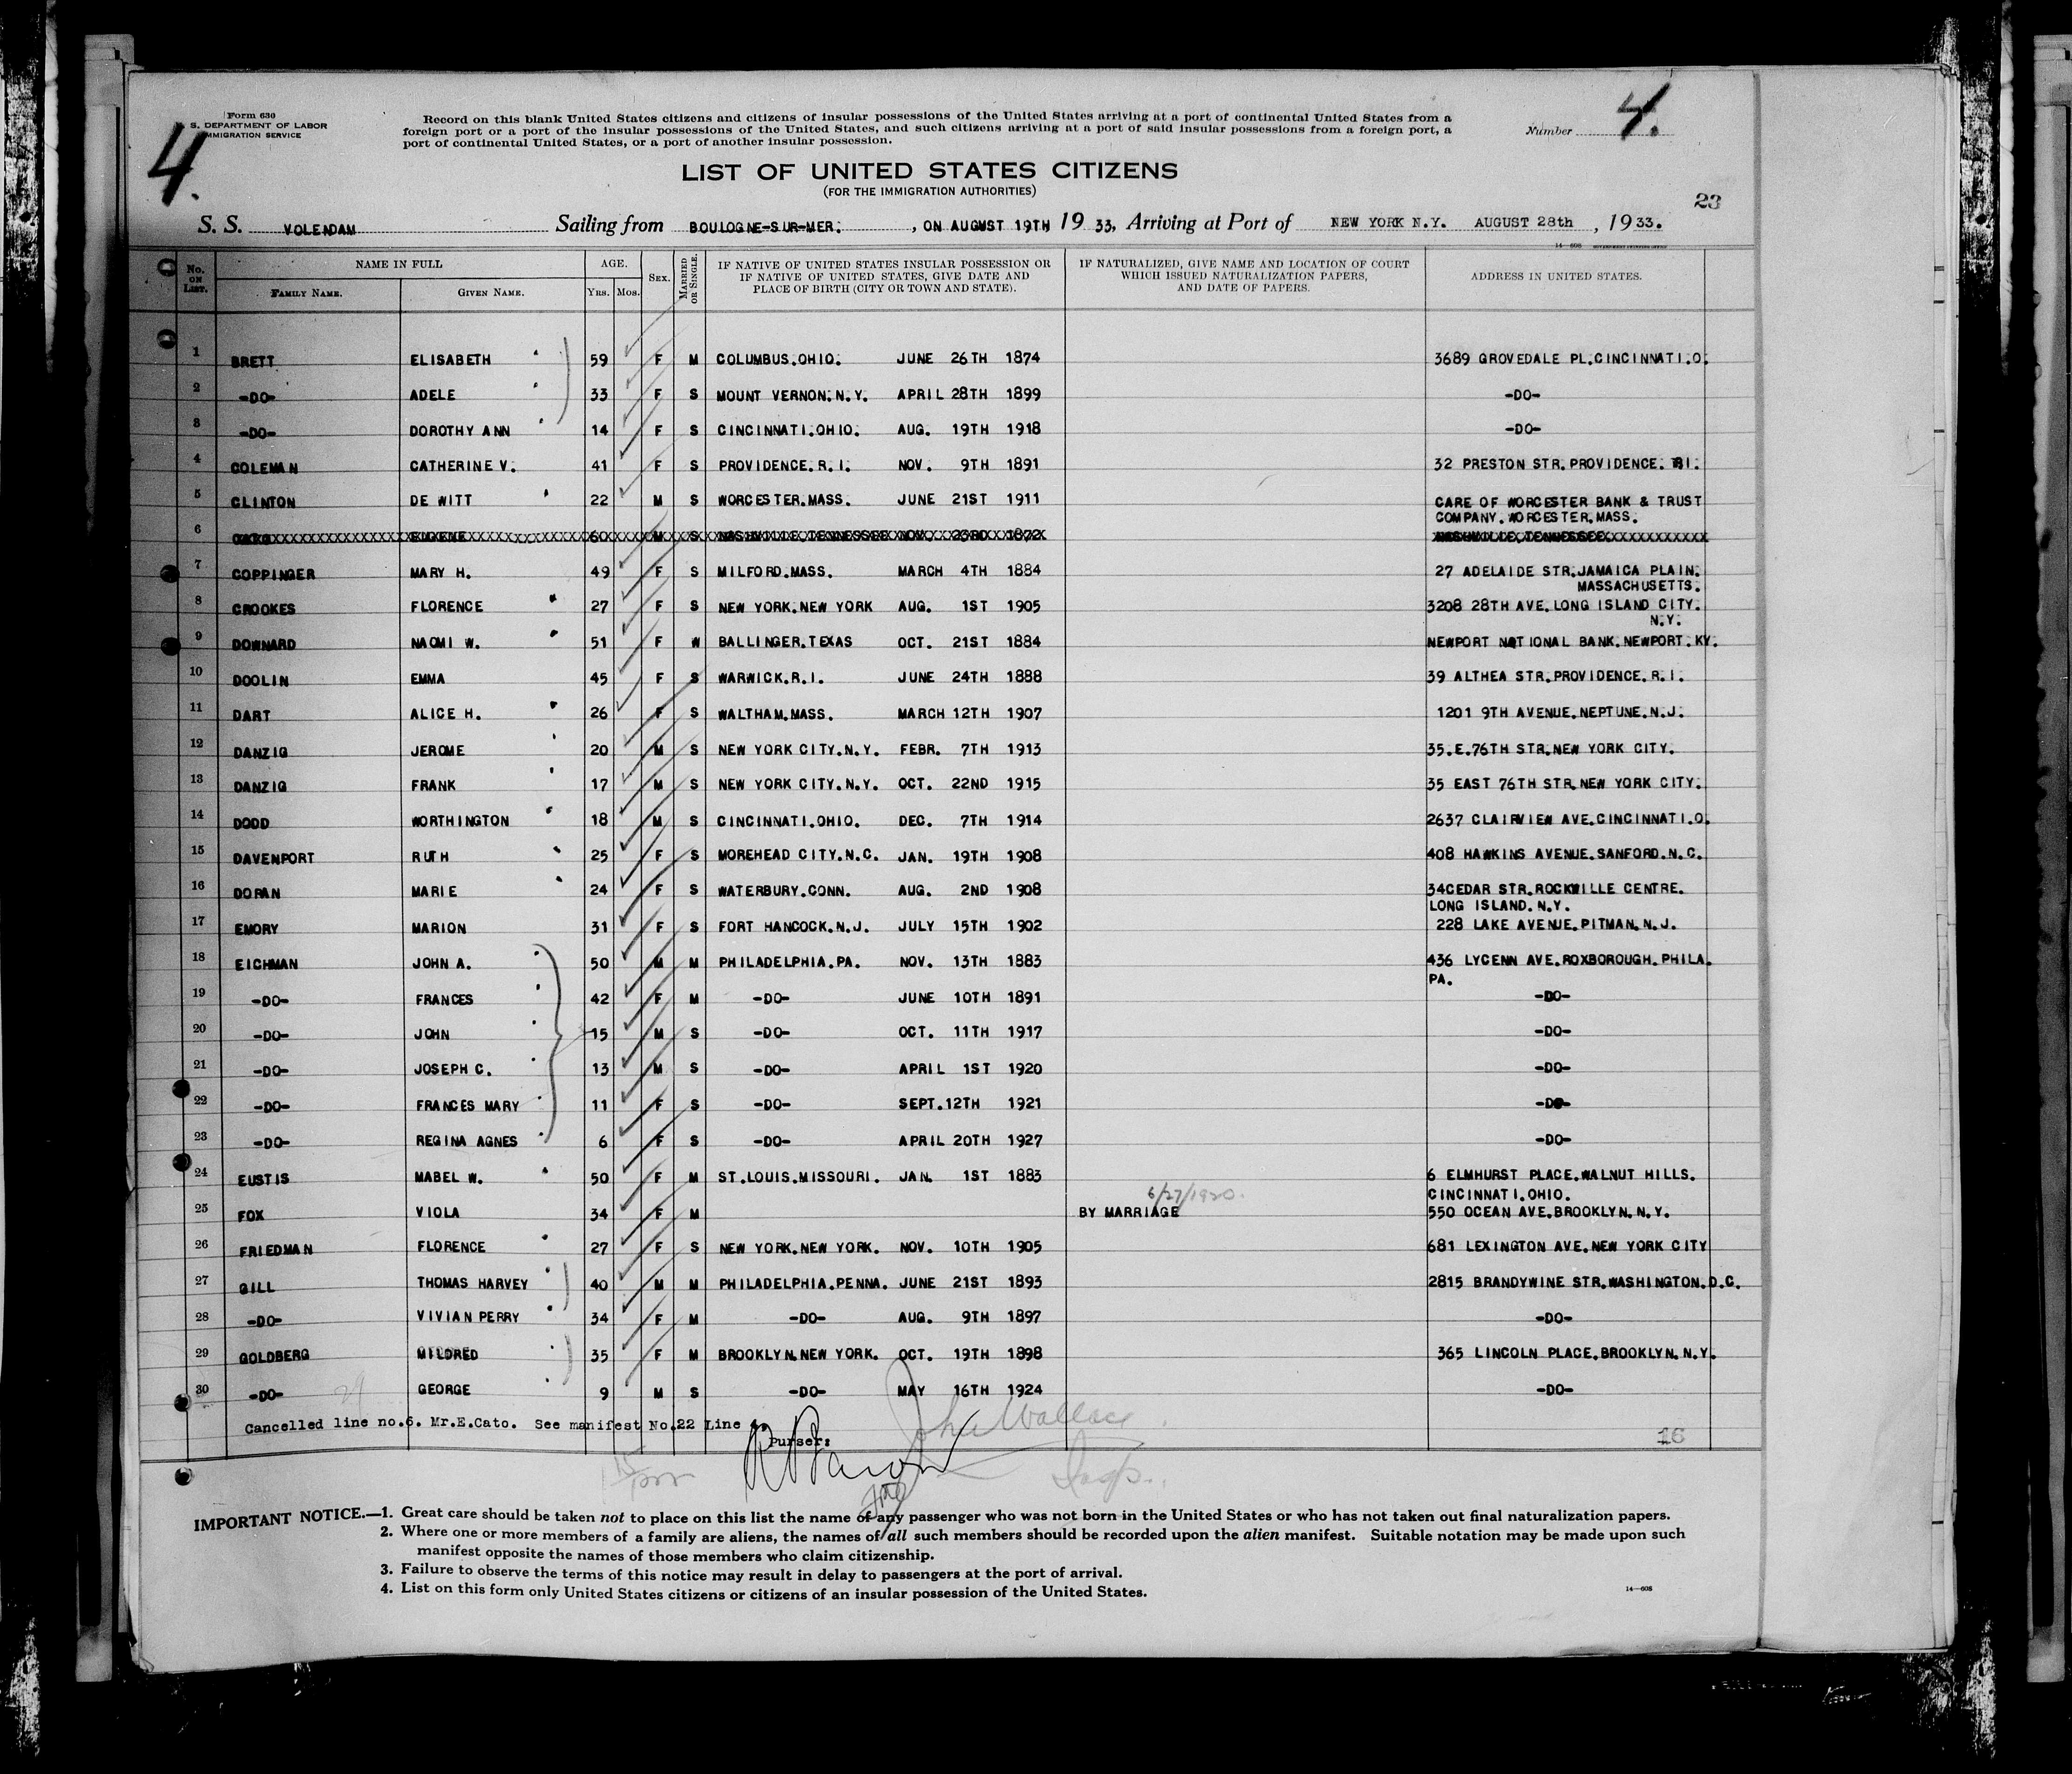 Form 630
S. DEPARTMENT OF LABOR
IMMIGRATION SERVICE
4.
Record on this blank United States citizens and citizens of insular possessions of the United States arriving at a port of continental United States from a
foreign port or a port of the insular possessions of the United States, and such citizens arriving at a port of said insular possessions from a foreign port, a
port of continental United States, or a port of another insular possession.
Number 4.
LIST OF UNITED STATES CITIZENS
(FOR THE IMMIGRATION AUTHORITIES)
23
S. S. VOLENDAM Sailing from BOULOGNE-SUR-MER. , ON AUGUST 19TH 19 33, Arriving at Port of NEW YORK N.Y. AUGUST 28th , 19 33.
14—608
No. ON LIST. NAME IN FULL AGE. SEX. MARRIED OR SINGLE. IF NATIVE OF UNITED STATES INSULAR POSSESSION OR IF NATIVE OF UNITED STATES, GIVE DATE AND PLACE OF BIRTH (CITY OR TOWN AND STATE). IF NATURALIZED, GIVE NAME AND LOCATION OF COURT WHICH ISSUED NATURALIZATION PAPERS, AND DATE OF PAPERS. ADDRESS IN UNITED STATES.
FAMILY NAME. GIVEN NAME. Yrs. Mos.
1 BRETT ELISABETH 59 F M COLUMBUS.OHIO. JUNE 26TH 1874 3689 GROVEDALE PL.CINCINNATI.O.
2 -DO- ADELE 33 F S MOUNT VERNON.N.Y. APRIL 28TH 1899 -DO-
3 -DO- DOROTHY ANN 14 F S CINCINNATI.OHIO. AUG. 19TH 1918 -DO-
4 COLEMAN CATHERINE V. 41 F S PROVIDENCE.R.I. NOV. 9TH 1891 32 PRESTON STR.PROVIDENCE. RI.
5 CLINTON DE WITT 22 M S WORCESTER.MASS. JUNE 21ST 1911 CARE OF WORCESTER BANK & TRUST
COMPANY.WORCESTER.MASS.
6 CATO EUGENE 60 M S NASHVILLE.TENNESSEE NOV. 23RD 1872 NASHVILLE.TENNESSEE
7 COPPINGER MARY H. 49 F S MILFORD.MASS. MARCH 4TH 1884 27 ADELAIDE STR.JAMAICA PLAIN.
MASSACHUSETTS.
8 CROOKES FLORENCE 27 F S NEW YORK.NEW YORK AUG. 1ST 1905 3208 28TH AVE.LONG ISLAND CITY.
N.Y.
9 DOWNARD NAOMI W. 51 F W BALLINGER.TEXAS OCT. 21ST 1884 NEWPORT NATIONAL BANK.NEWPORT.KY.
10 DOOLIN EMMA 45 F S WARWICK.R.I. JUNE 24TH 1888 39 ALTHEA STR.PROVIDENCE.R.I.
11 DART ALICE H. 26 F S WALTHAM.MASS. MARCH 12TH 1907 1201 9TH AVENUE.NEPTUNE.N.J.
12 DANZIG JEROME 20 M S NEW YORK CITY.N.Y. FEBR. 7TH 1913 35.E.76TH STR.NEW YORK CITY.
13 DANZIG FRANK 17 M S NEW YORK CITY.N.Y. OCT. 22ND 1915 35 EAST 76TH STR.NEW YORK CITY.
14 DODD WORTHINGTON 18 M S CINCINNATI.OHIO. DEC. 7TH 1914 2637 CLAIRVIEW AVE.CINCINNATI.O.
15 DAVENPORT RUTH 25 F S MOREHEAD CITY.N.C. JAN. 19TH 1908 408 HAWKINS AVENUE.SANFORD.N.C.
16 DORAN MARIE 24 F S WATERBURY.CONN. AUG. 2ND 1908 34CEDAR STR.ROCKWILLE CENTRE.
LONG ISLAND.N.Y.
17 EMORY MARION 31 F S FORT HANCOCK.N.J. JULY 15TH 1902 228 LAKE AVENUE.PITMAN.N.J.
18 EICHMAN JOHN A. 50 M M PHILADELPHIA.PA. NOV. 13TH 1883 436 LYCENN AVE.ROXBOROUGH.PHILA.
PA.
19 -DO- FRANCES 42 F M -DO- JUNE 10TH 1891 -DO-
20 -DO- JOHN 15 M S -DO- OCT. 11TH 1917 -DO-
21 -DO- JOSEPH C. 13 M S -DO- APRIL 1ST 1920 -DO-
22 -DO- FRANCES MARY 11 F S -DO- SEPT.12TH 1921 -DO-
23 -DO- REGINA AGNES 6 F S -DO- APRIL 20TH 1927 -DO-
24 EUSTIS MABEL W. 50 F M ST.LOUIS.MISSOURI. JAN. 1ST 1883 6 ELMHURST PLACE.WALNUT HILLS.
CINCINNATI.OHIO.
6/27/1920.
25 FOX VIOLA 34 F M BY MARRIAGE 550 OCEAN AVE.BROOKLYN.N.Y.
26 FRIEDMAN FLORENCE 27 F S NEW YORK.NEW YORK. NOV. 10TH 1905 681 LEXINGTON AVE.NEW YORK CITY
27 GILL THOMAS HARVEY 40 M M PHILADELPHIA.PENNA. JUNE 21ST 1893 2815 BRANDYWINE STR.WASHINGTON.D.C.
28 -DO- VIVIAN PERRY 34 F M -DO- AUG. 9TH 1897 -DO-
29 GOLDBERG MILDRED 35 F M BROOKLYN.NEW YORK. OCT. 19TH 1898 365 LINCOLN PLACE.BROOKLYN.N.Y.
30 -DO- GEORGE 9 M S -DO- MAY 16TH 1924 -DO-
29
Cancelled line no.6. Mr.E.Cato. See manifest No.22 Line
John Wallace
Purser:
16
Insp.
IMPORTANT NOTICE.—1. Great care should be taken not to place on this list the name of any passenger who was not born in the United States or who has not taken out final naturalization papers.
2. Where one or more members of a family are aliens, the names of all such members should be recorded upon the alien manifest. Suitable notation may be made upon such
manifest opposite the names of those members who claim citizenship.
3. Failure to observe the terms of this notice may result in delay to passengers at the port of arrival.
4. List on this form only United States citizens or citizens of an insular possession of the United States.
14—608